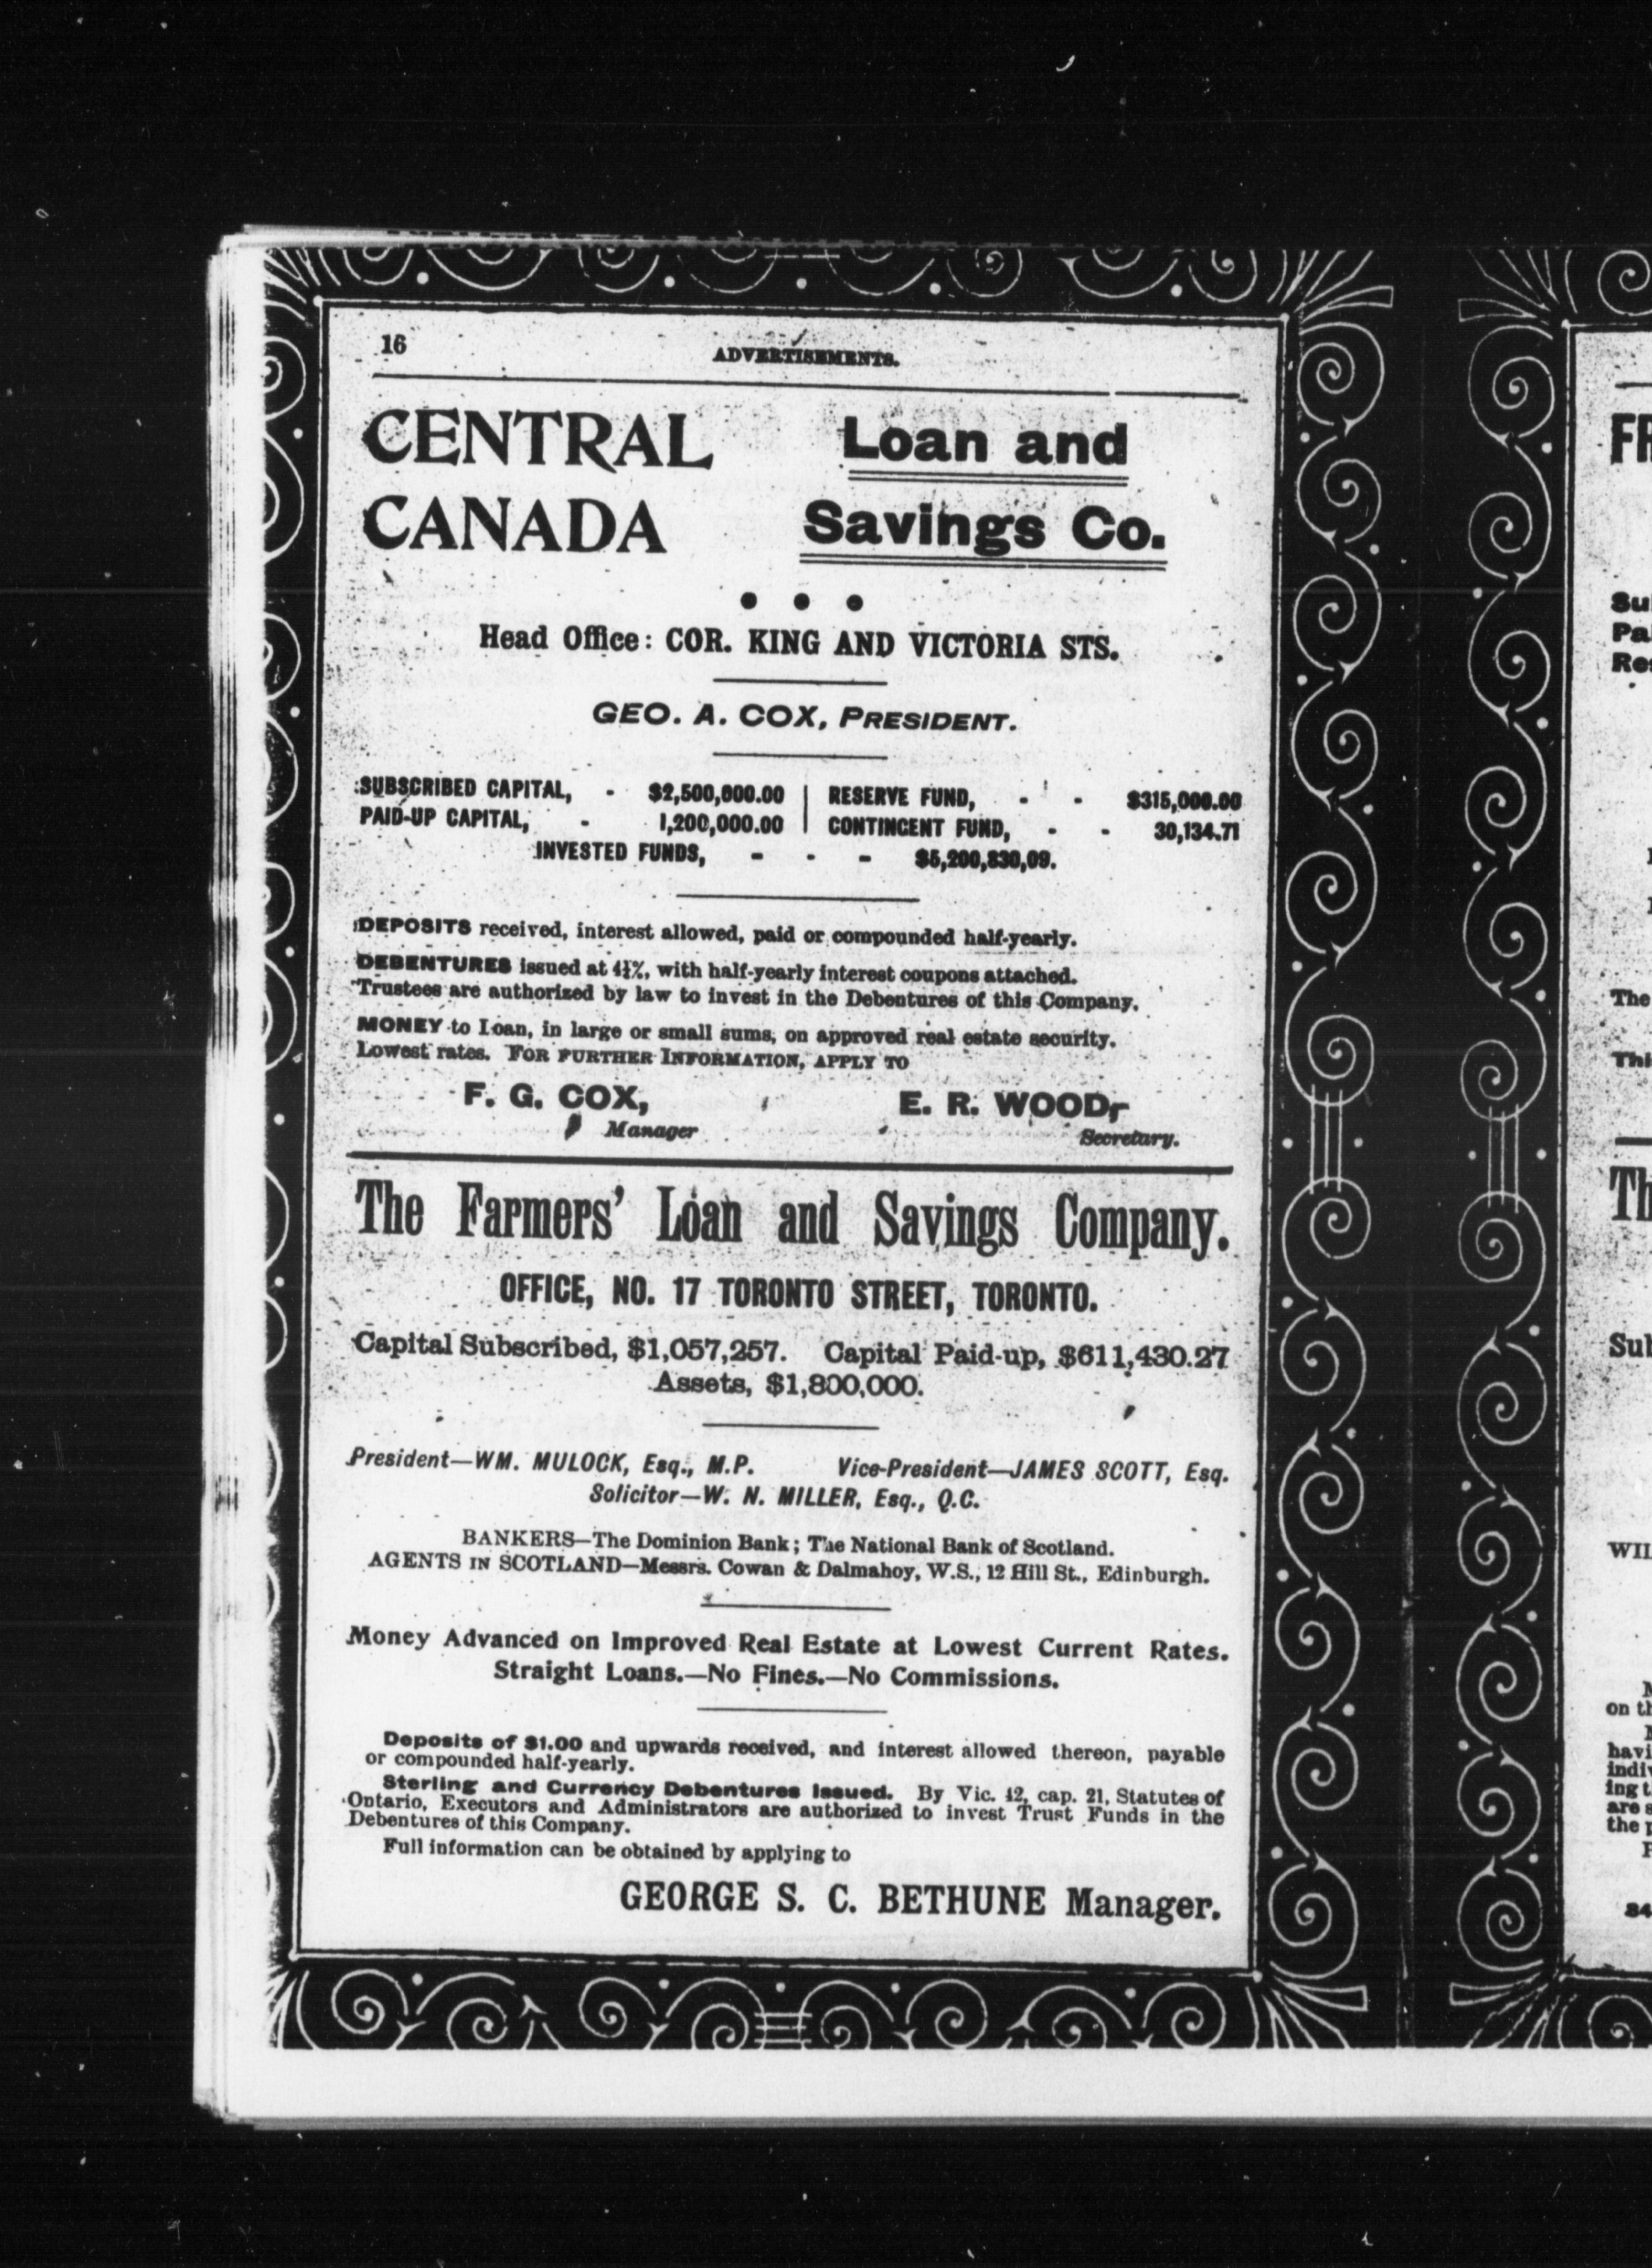 16
ADVERTISEMENTS.
CENTRAL CANADA
Loan and Savings Co.
Head Office: COR. KING AND VICTORIA STS.
GEO. A. COX, PRESIDENT.
SUBSCRIBED CAPITAL, - $2,500,000.00 | RESERVE FUND, - - $315,000.00
PAID-UP CAPITAL, - 1,200,000.00 | CONTINGENT FUND, - - 30,134.71
INVESTED FUNDS, - - - $5,200,830,09.
DEPOSITS received, interest allowed, paid or compounded half-yearly.
DEBENTURES issued at with half-yearly interest coupons attached.
Trustees are authorized by law to invest in the Debentures of this Company.
MONEY to Loan, in large or small sums, on approved real estate security.
Lowest rates. FOR FURTHER INFORMATION, APPLY TO
F. G. COX, E. R. WOOD,
Manager Secretary.
The Farmers' Loan and Savings Company.
OFFICE, NO. 17 TORONTO STREET, TORONTO.
Capital Subscribed, $1,057,257. Capital Paid-up, $611,430.27
Assets, $1,800,000.
President—WM. MULOCK, Esq., M.P. Vice-President—JAMES SCOTT, Esq.
Solicitor—W. N. MILLER, Esq., Q.C.
BANKERS—The Dominion Bank; The National Bank of Scotland.
AGENTS IN SCOTLAND—Messrs. Cowan & Dalmahoy, W.S., 12 Hill St., Edinburgh.
Money Advanced on Improved Real Estate at Lowest Current Rates.
Straight Loans.—No Fines.—No Commissions.
Deposits of $1.00 and upwards received, and interest allowed thereon, payable
or compounded half-yearly.
Sterling and Currency Debentures Issued. By Vic. 42, cap. 21, Statutes of
Ontario, Executors and Administrators are authorized to invest Trust Funds in the
Debentures of this Company.
Full information can be obtained by applying to
GEORGE S. C. BETHUNE Manager.
The